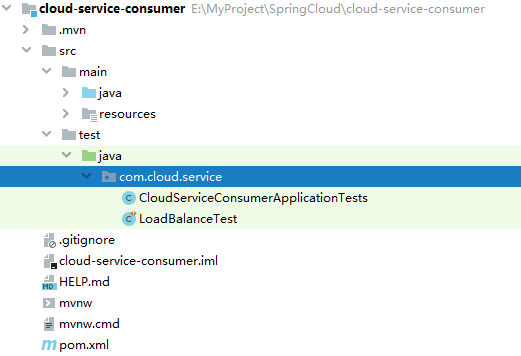 cloud-service-consumer E:\MyProject\SpringCloud\cloud-service-consumer
.mvn
src
main
java
resources
test
java
com.cloud.service
CloudServiceConsumerApplicationTests
LoadBalanceTest
.gitignore
cloud-service-consumer.iml
HELP.md
mvnw
mvnw.cmd
pom.xml